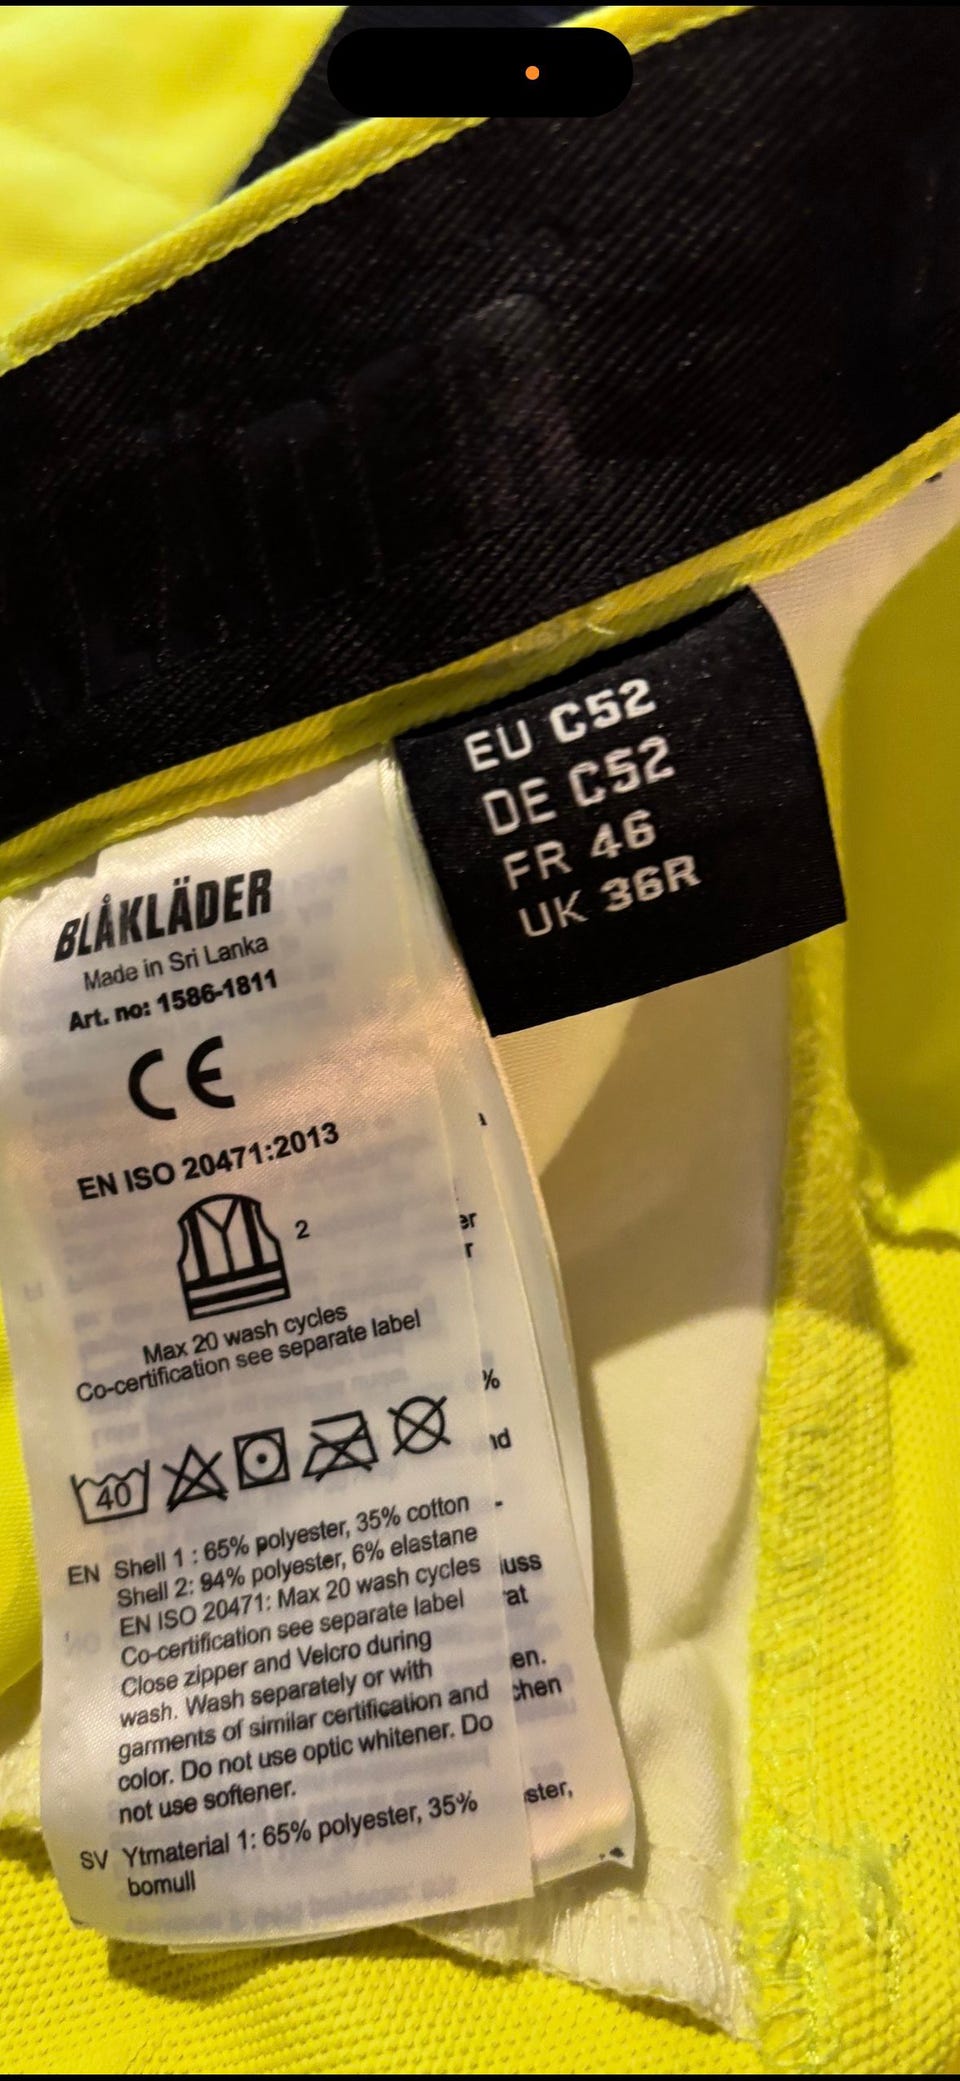 EU C52
DE C52
FR 46
UK 36R
BLÅKLÄDER
Made in Sri Lanka
Art. no: 1586-1811
CE
EN ISO 20471:2013
2
Max 20 wash cycles
Co-certification see separate label
40
EN Shell 1 : 65% polyester, 35% cotton
Shell 2: 94% polyester, 6% elastane
EN ISO 20471: Max 20 wash cycles
Co-certification see separate label
Close zipper and Velcro during
wash. Wash separately or with
garments of similar certification and
color. Do not use optic whitener. Do
not use softener.
SV Ytmaterial 1: 65% polyester, 35%
bomull